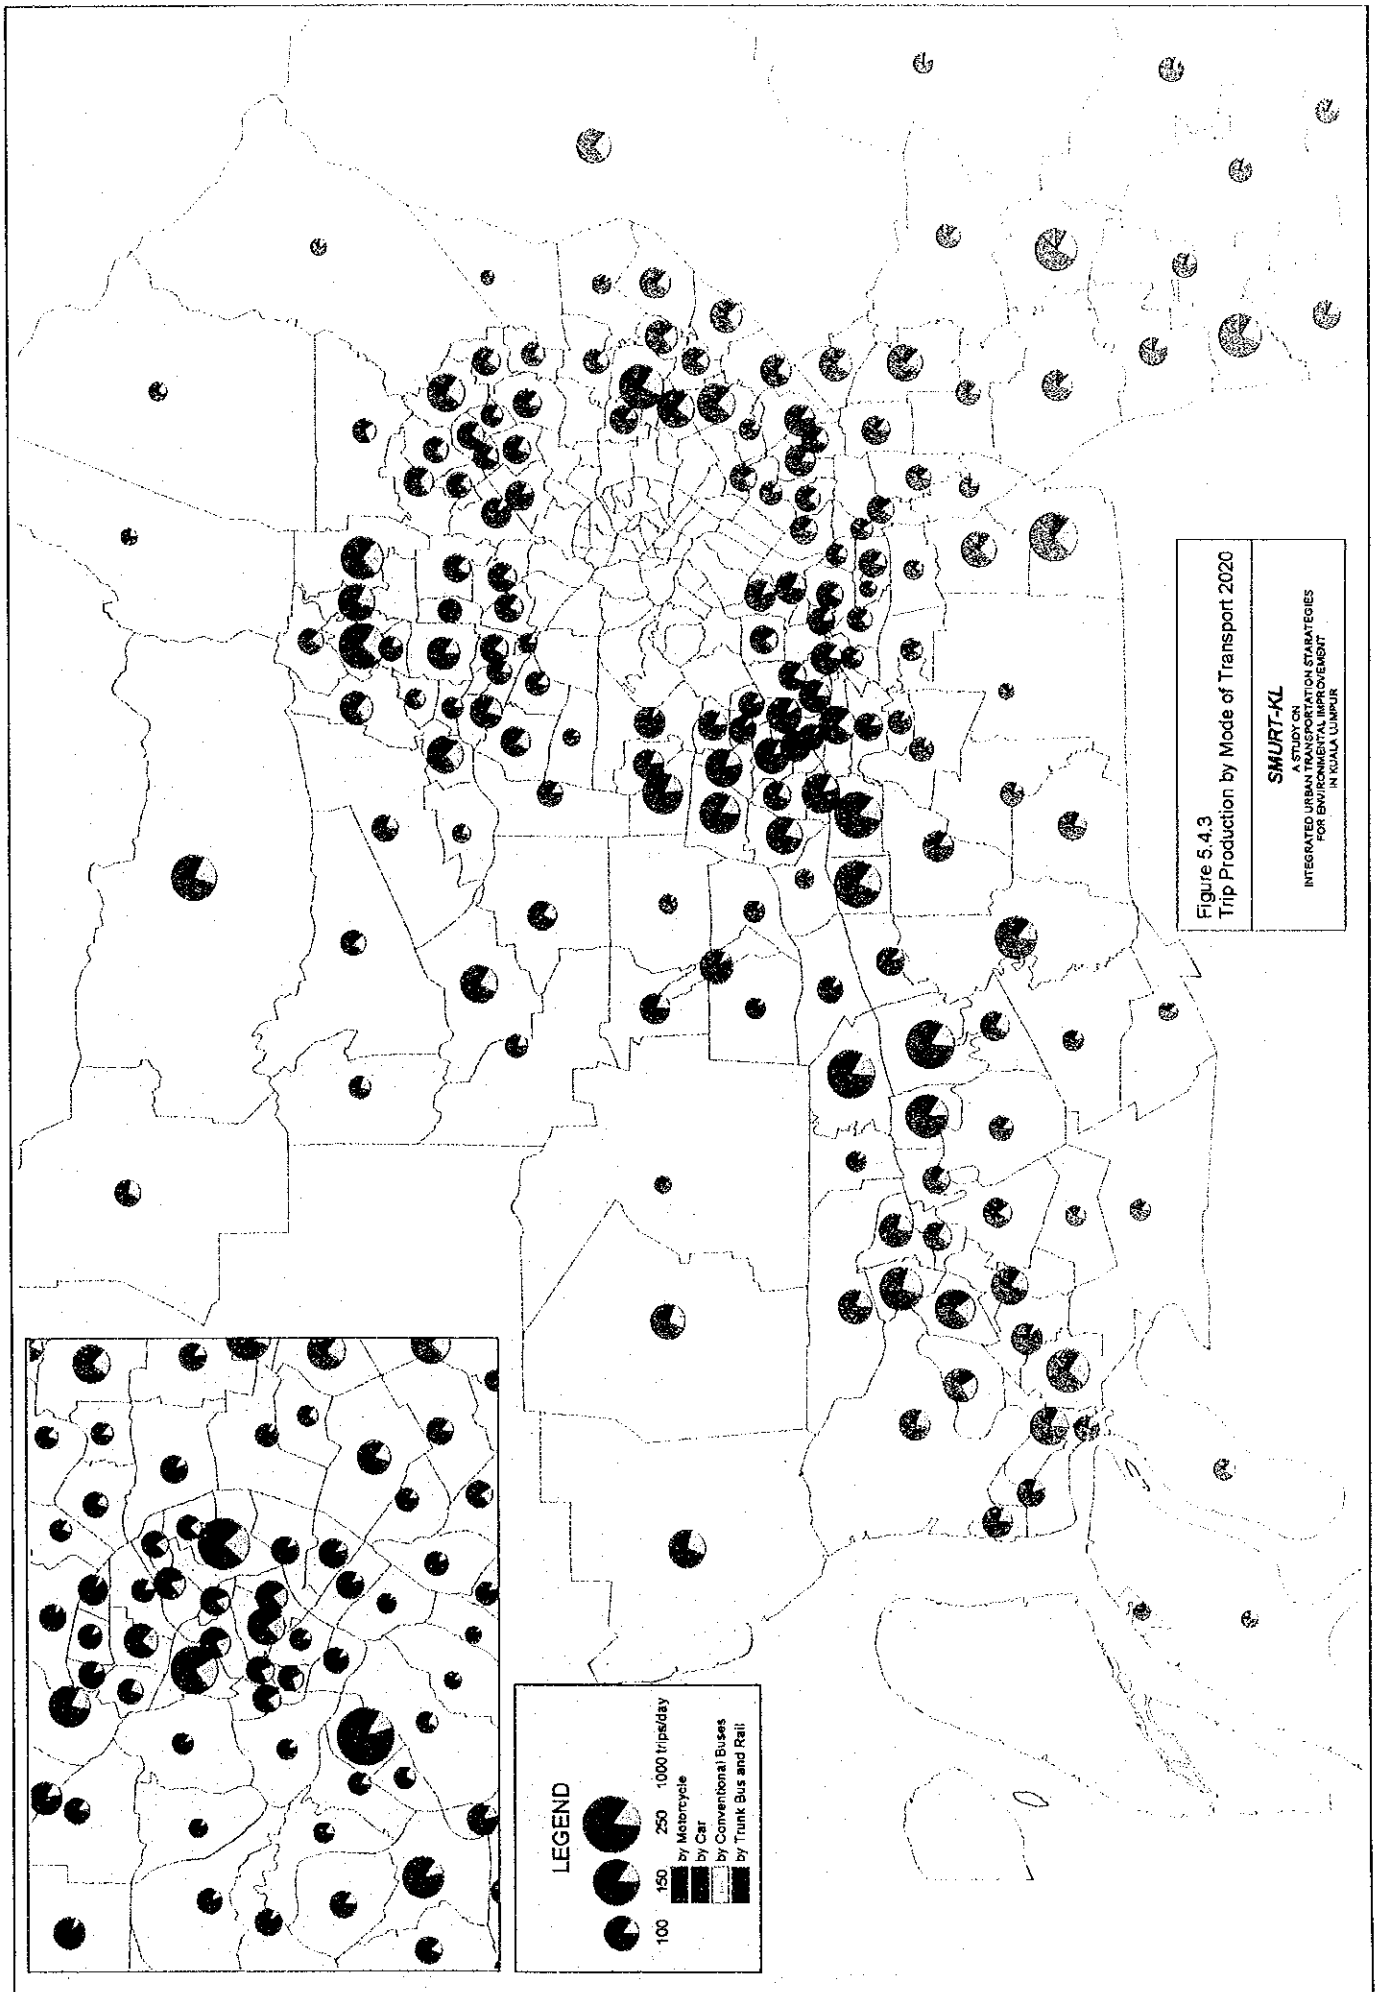 LEGEND
100 150 250 1000 trips/day
by Motorcycle
by Car
by Conventional Buses
by Trunk Bus and Rail
Figure 5.4.3
Trip Production by Mode of Transport 2020
SMURT-KL
A STUDY ON
INTEGRATED URBAN TRANSPORTATION STARATEGIES
FOR ENVIRONMENTAL IMPROVEMENT
IN KUALA LUMPUR